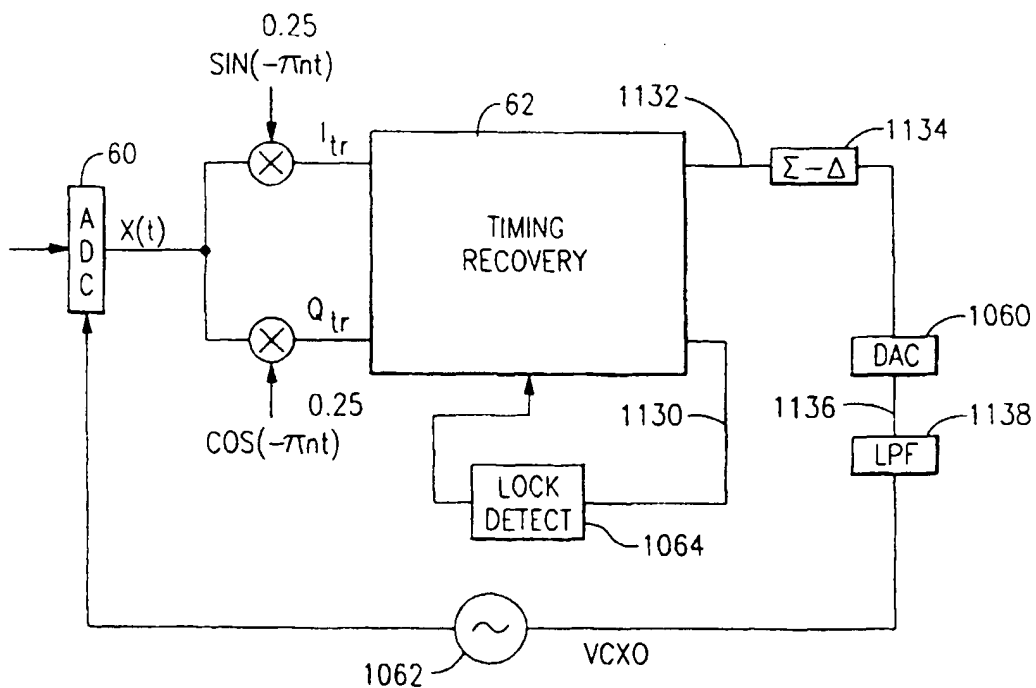 0.25
SIN(-πnt)
60
ADC
X(t)
I_tr
62
TIMING
RECOVERY
1132
1134
Σ-Δ
Q_tr
0.25
COS(-πnt)
1130
LOCK
DETECT
1064
1060
DAC
1136
1138
LPF
1062
VCXO